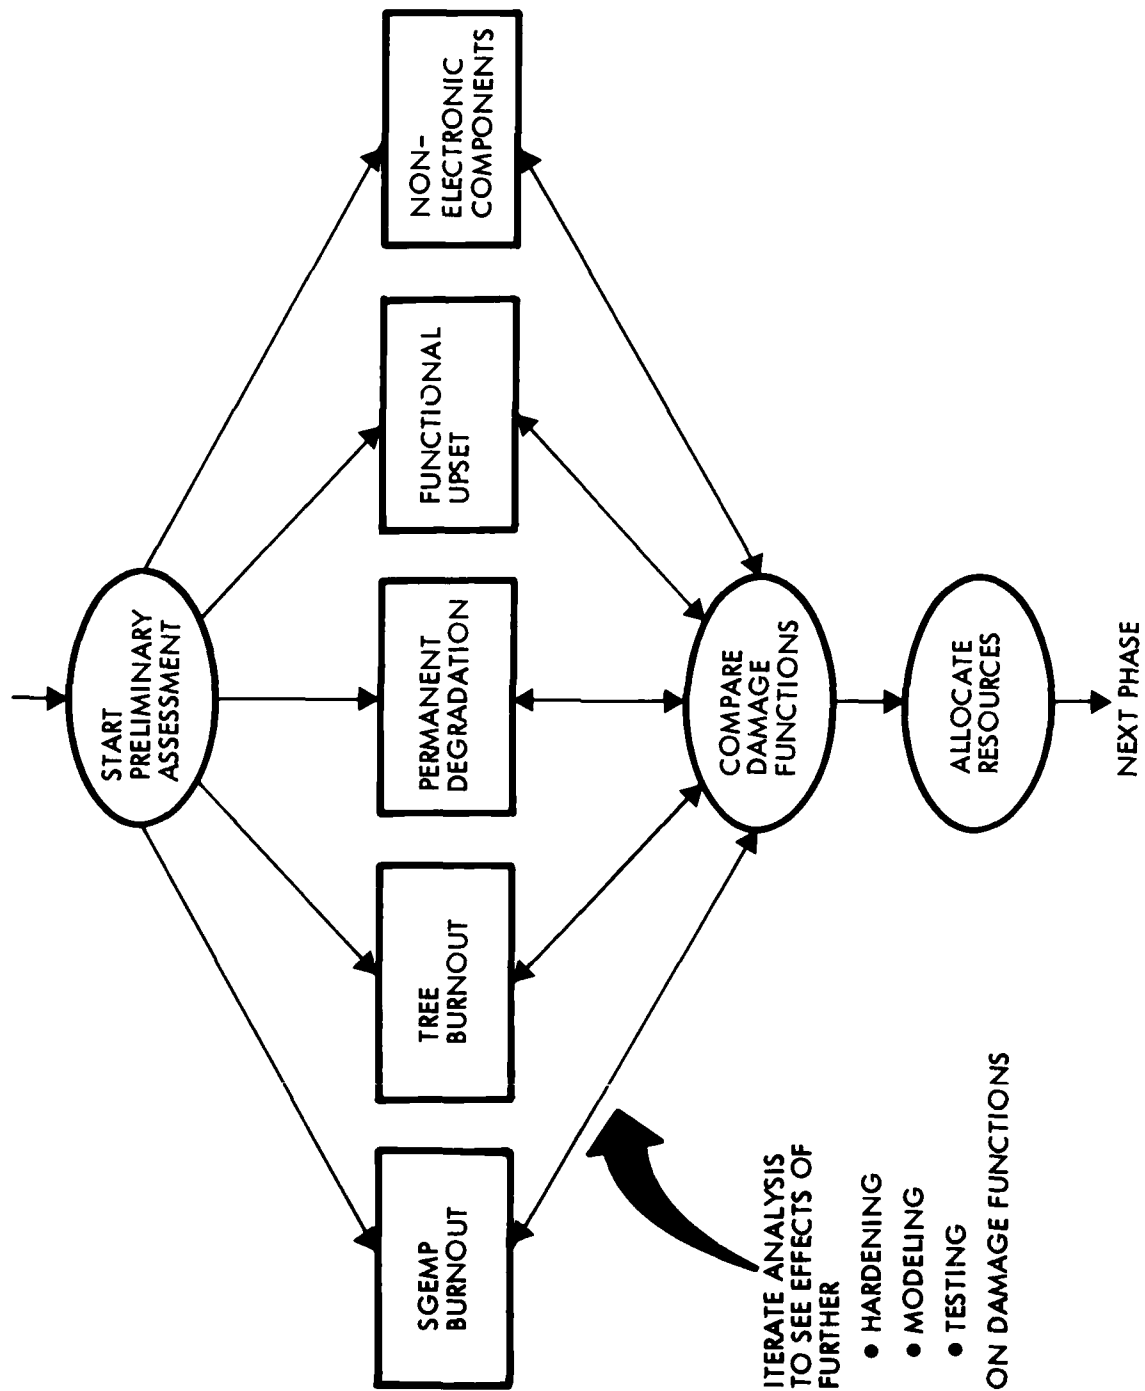 START
PRELIMINARY
ASSESSMENT
SGEMP
BURNOUT
TREE
BURNOUT
PERMANENT
DEGRADATION
FUNCTIONAL
UPSET
NON-
ELECTRONIC
COMPONENTS
COMPARE
DAMAGE
FUNCTIONS
ITERATE ANALYSIS
TO SEE EFFECTS OF
FURTHER
● HARDENING
● MODELING
● TESTING
ON DAMAGE FUNCTIONS
ALLOCATE
RESOURCES
NEXT PHASE